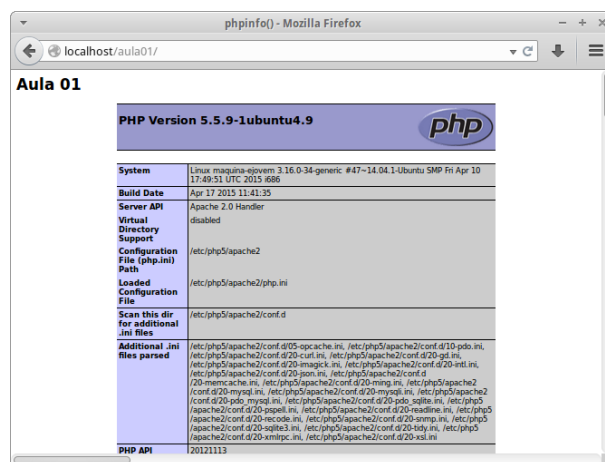 phpinfo() - Mozilla Firefox
localhost/aula01/
Aula 01
PHP Version 5.5.9-1ubuntu4.9
php
System
Linux maquina-ejovem 3.16.0-34-generic #47~14.04.1-Ubuntu SMP Fri Apr 10
17:49:51 UTC 2015 i686
Build Date
Apr 17 2015 11:41:35
Server API
Apache 2.0 Handler
Virtual
Directory
Support
disabled
Configuration
File (php.ini)
Path
/etc/php5/apache2
Loaded
Configuration
File
/etc/php5/apache2/php.ini
Scan this dir
for additional
.ini files
/etc/php5/apache2/conf.d
Additional .ini
files parsed
/etc/php5/apache2/conf.d/05-opcache.ini, /etc/php5/apache2/conf.d/10-pdo.ini,
/etc/php5/apache2/conf.d/20-curl.ini, /etc/php5/apache2/conf.d/20-gd.ini,
/etc/php5/apache2/conf.d/20-imagick.ini, /etc/php5/apache2/conf.d/20-intl.ini,
/etc/php5/apache2/conf.d/20-json.ini, /etc/php5/apache2/conf.d
/20-memcache.ini, /etc/php5/apache2/conf.d/20-ming.ini, /etc/php5/apache2
/conf.d/20-mysql.ini, /etc/php5/apache2/conf.d/20-mysqli.ini, /etc/php5/apache2
/conf.d/20-pdo_mysql.ini, /etc/php5/apache2/conf.d/20-pdo_sqlite.ini, /etc/php5
/apache2/conf.d/20-pspell.ini, /etc/php5/apache2/conf.d/20-readline.ini, /etc/php5
/apache2/conf.d/20-recode.ini, /etc/php5/apache2/conf.d/20-snmp.ini, /etc/php5
/apache2/conf.d/20-sqlite3.ini, /etc/php5/apache2/conf.d/20-tidy.ini, /etc/php5
/apache2/conf.d/20-xmlrpc.ini, /etc/php5/apache2/conf.d/20-xsl.ini
PHP API
20121113